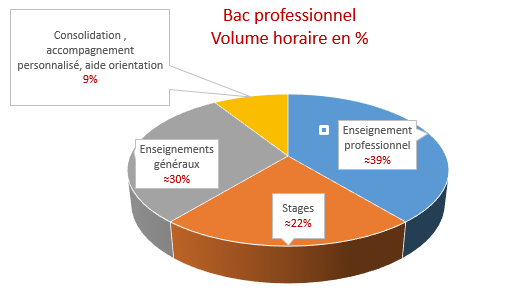 Bac professionnel
Volume horaire en %
Consolidation ,
accompagnement
personnalisé, aide orientation
9%
Enseignement
professionnel
≈39%
Enseignements
généraux
≈30%
Stages
≈22%